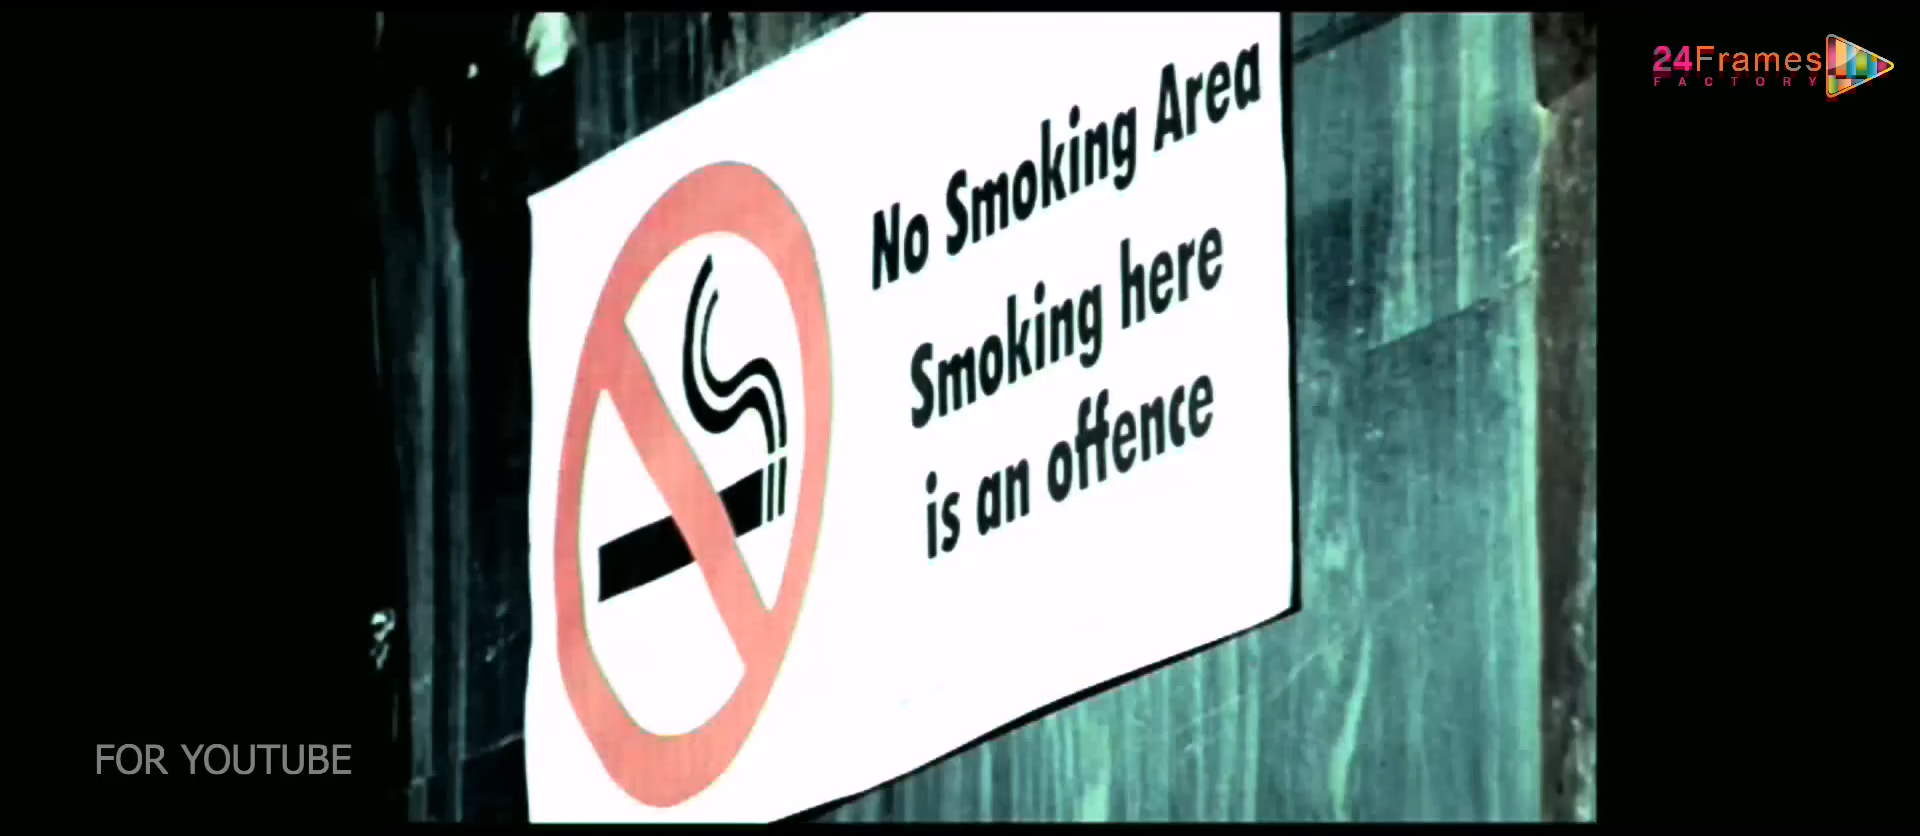 24Frames
FACTORY
No Smoking Area
Smoking here
is an offence
FOR YOUTUBE